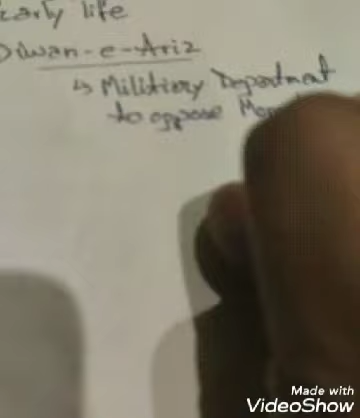 Early life
Diwan-e-Ariz
↳ Military Department
to oppose
Made with
VideoShow